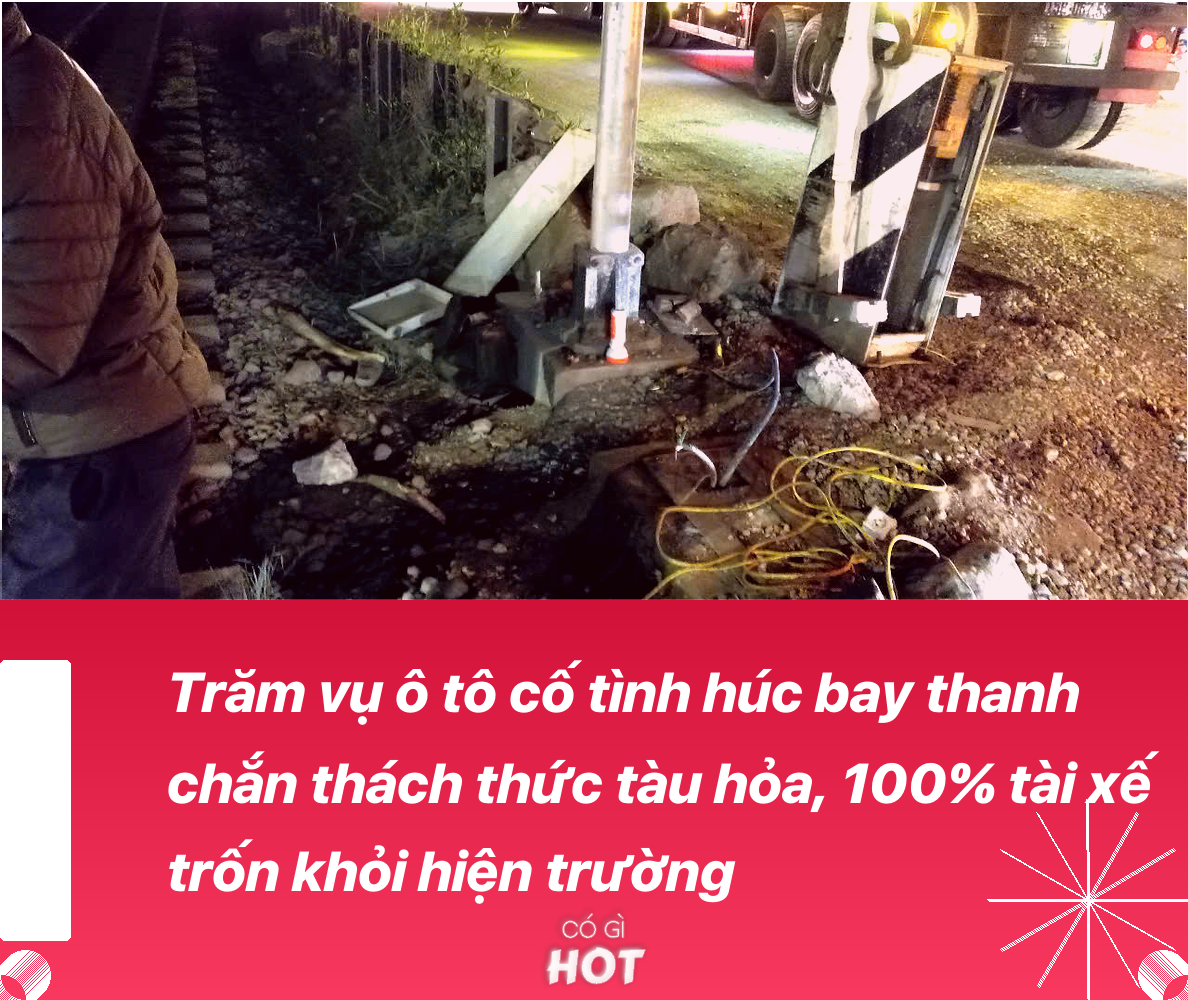 Trăm vụ ô tô cố tình húc bay thanh
chắn thách thức tàu hỏa, 100% tài xế
trốn khỏi hiện trường
CÓ GÌ
HOT